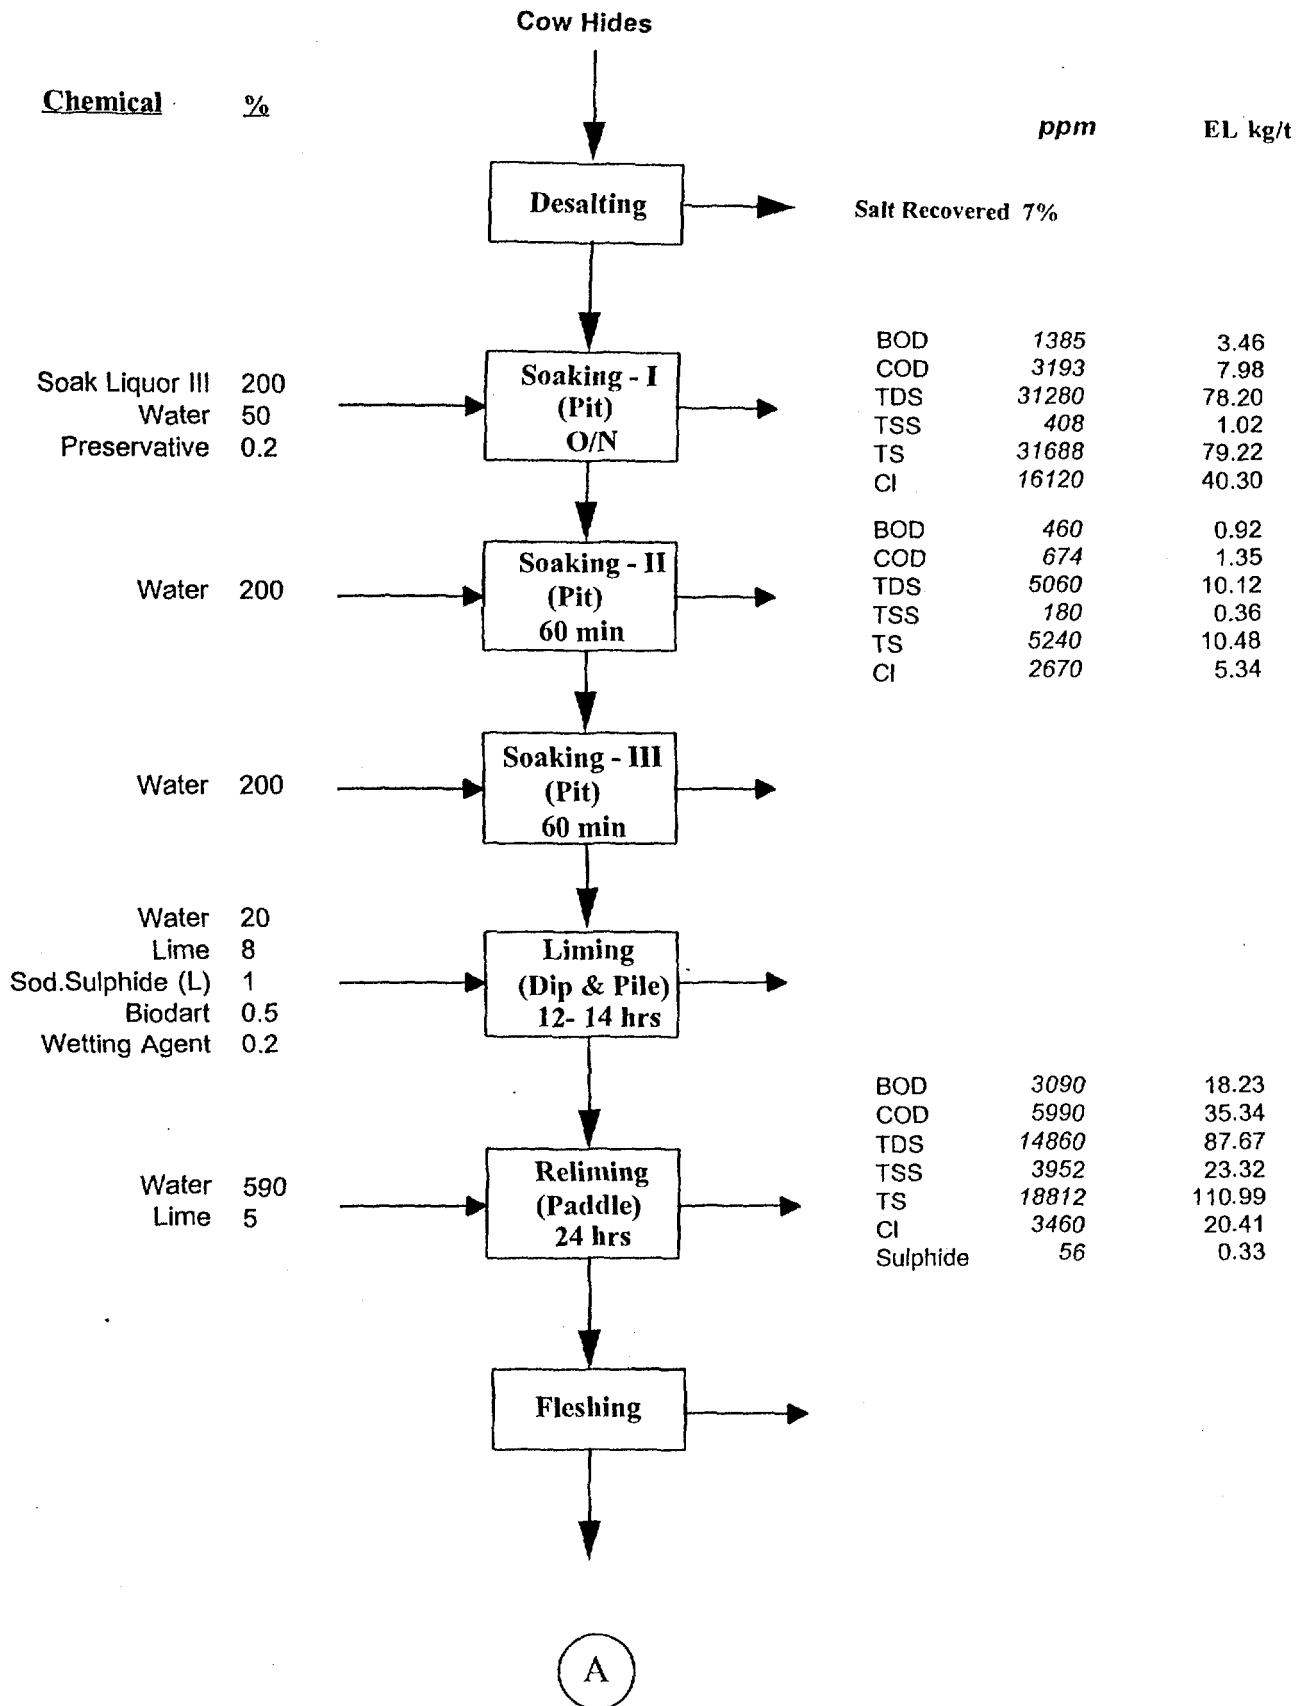 Cow Hides
Chemical %
ppm EL kg/t
Desalting
Salt Recovered 7%
Soak Liquor III 200
Water 50
Preservative 0.2
Soaking - I
(Pit)
O/N
BOD 1385 3.46
COD 3193 7.98
TDS 31280 78.20
TSS 408 1.02
TS 31688 79.22
Cl 16120 40.30
Water 200
Soaking - II
(Pit)
60 min
BOD 460 0.92
COD 674 1.35
TDS 5060 10.12
TSS 180 0.36
TS 5240 10.48
Cl 2670 5.34
Water 200
Soaking - III
(Pit)
60 min
Water 20
Lime 8
Sod.Sulphide (L) 1
Biodart 0.5
Wetting Agent 0.2
Liming
(Dip & Pile)
12- 14 hrs
Water 590
Lime 5
Reliming
(Paddle)
24 hrs
BOD 3090 18.23
COD 5990 35.34
TDS 14860 87.67
TSS 3952 23.32
TS 18812 110.99
Cl 3460 20.41
Sulphide 56 0.33
Fleshing
A